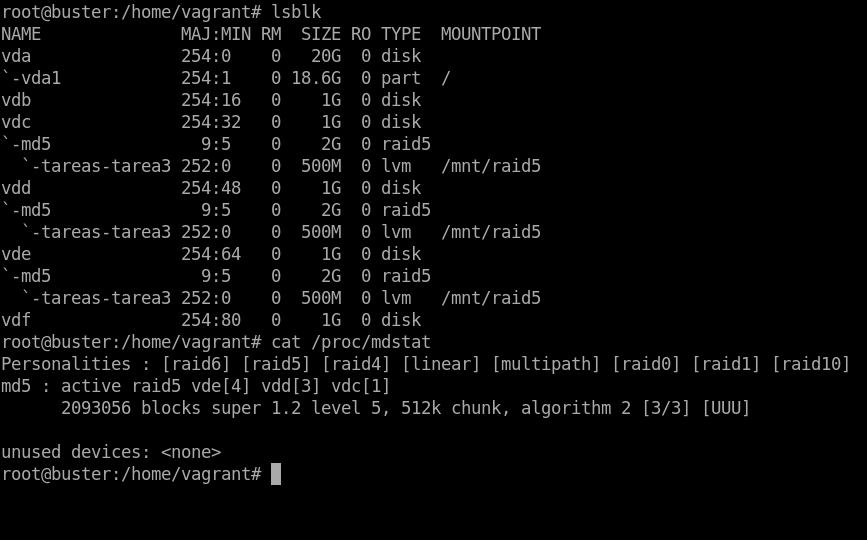 root@buster:/home/vagrant# lsblk
NAME              MAJ:MIN RM  SIZE RO TYPE  MOUNTPOINT
vda               254:0    0   20G  0 disk
`-vda1            254:1    0 18.6G  0 part  /
vdb               254:16   0    1G  0 disk
vdc               254:32   0    1G  0 disk
`-md5               9:5    0    2G  0 raid5
  `-tareas-tarea3 252:0    0  500M  0 lvm   /mnt/raid5
vdd               254:48   0    1G  0 disk
`-md5               9:5    0    2G  0 raid5
  `-tareas-tarea3 252:0    0  500M  0 lvm   /mnt/raid5
vde               254:64   0    1G  0 disk
`-md5               9:5    0    2G  0 raid5
  `-tareas-tarea3 252:0    0  500M  0 lvm   /mnt/raid5
vdf               254:80   0    1G  0 disk
root@buster:/home/vagrant# cat /proc/mdstat
Personalities : [raid6] [raid5] [raid4] [linear] [multipath] [raid0] [raid1] [raid10]
md5 : active raid5 vde[4] vdd[3] vdc[1]
      2093056 blocks super 1.2 level 5, 512k chunk, algorithm 2 [3/3] [UUU]

unused devices: <none>
root@buster:/home/vagrant#